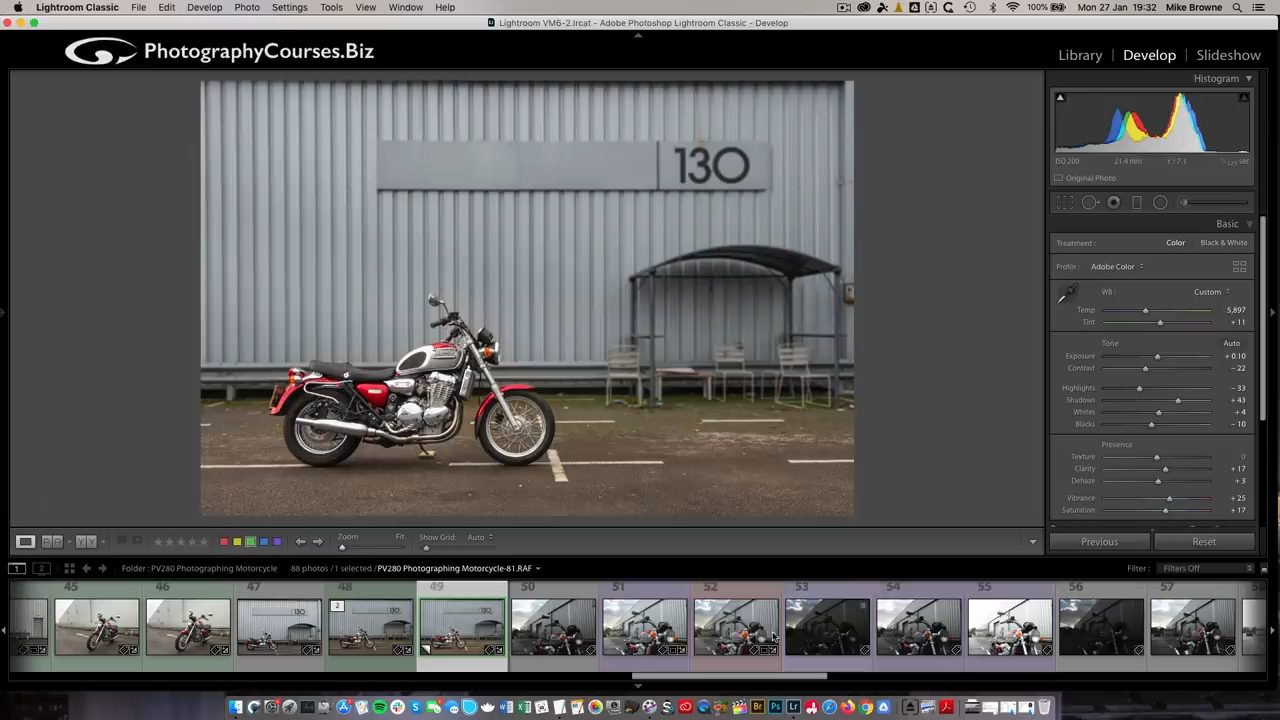 Lightroom Classic File Edit Develop Photo Settings Tools View Window Help 100% Mon 27 Jan 19:32 Mike Browne
Lightroom VM6-2.lrcat - Adobe Photoshop Lightroom Classic - Develop
PhotographyCourses.Biz
Library | Develop | Slideshow
Histogram
ISO 200 21.4 mm f / 7.1 1/125 sec
Original Photo
Basic
Treatment : Color Black & White
Profile : Adobe Color
WB : Custom
Temp 5,897
Tint + 11
Tone Auto
Exposure + 0.10
Contrast − 22
Highlights − 33
Shadows + 43
Whites + 4
Blacks − 10
Presence
Texture 0
Clarity + 17
Dehaze + 3
Vibrance + 25
Saturation + 17
Previous Reset
130
Zoom Fit Show Grid: Auto
1 2 Folder : PV280 Photographing Motorcycle 88 photos / 1 selected / PV280 Photographing Motorcycle-81.RAF Filter : Filters Off
45 46 47 48 49 50 51 52 53 54 55 56 57
2